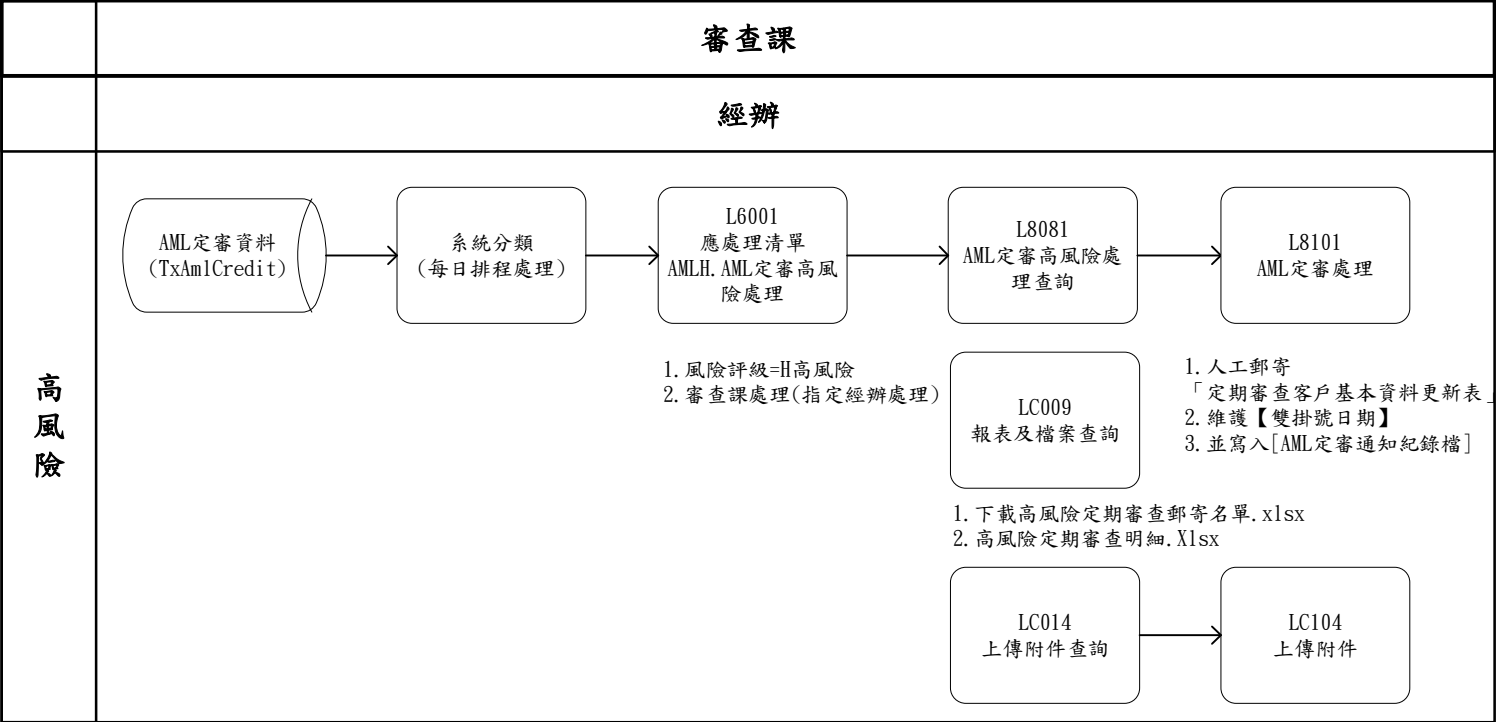 審查課
經辦
高
風
險
AML定審資料
(TxAmlCredit)
系統分類
(每日排程處理)
L6001
應處理清單
AMLH.AML定審高風
險處理
L8081
AML定審高風險處
理查詢
L8101
AML定審處理
1.風險評級=H高風險
2.審查課處理(指定經辦處理)
LC009
報表及檔案查詢
1.人工郵寄
「定期審查客戶基本資料更新表」
2.維護【雙掛號日期】
3.並寫入[AML定審通知紀錄檔]
1.下載高風險定期審查郵寄名單.xlsx
2.高風險定期審查明細.Xlsx
LC014
上傳附件查詢
LC104
上傳附件